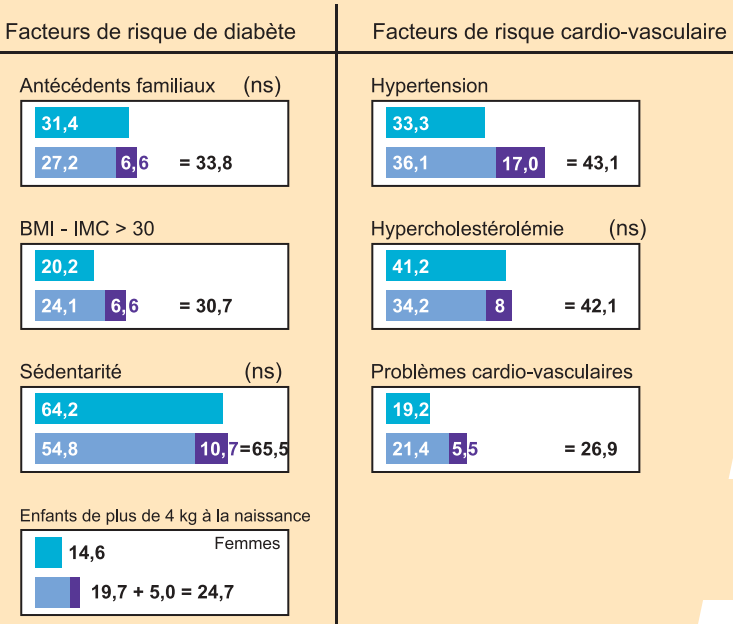 Facteurs de risque de diabète
Antécédents familiaux (ns)
31,4
27,2 6,6 = 33,8
BMI - IMC > 30
20,2
24,1 6,6 = 30,7
Sédentarité (ns)
64,2
54,8 10,7=65,5
Enfants de plus de 4 kg à la naissance
Femmes
14,6
19,7 + 5,0 = 24,7
Facteurs de risque cardio-vasculaire
Hypertension
33,3
36,1 17,0 = 43,1
Hypercholestérolémie (ns)
41,2
34,2 8 = 42,1
Problèmes cardio-vasculaires
19,2
21,4 5,5 = 26,9